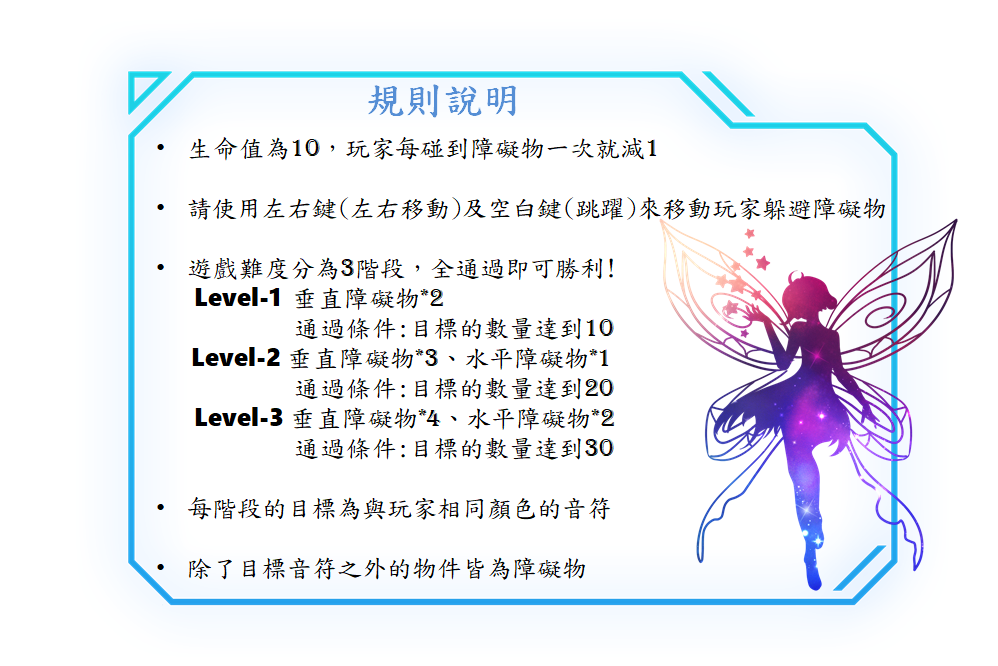 規則說明
• 生命值為10，玩家每碰到障礙物一次就減1
• 請使用左右鍵(左右移動)及空白鍵(跳躍)來移動玩家躲避障礙物
• 遊戲難度分為3階段，全通過即可勝利!
Level-1 垂直障礙物*2
通過條件:目標的數量達到10
Level-2 垂直障礙物*3、水平障礙物*1
通過條件:目標的數量達到20
Level-3 垂直障礙物*4、水平障礙物*2
通過條件:目標的數量達到30
• 每階段的目標為與玩家相同顏色的音符
• 除了目標音符之外的物件皆為障礙物